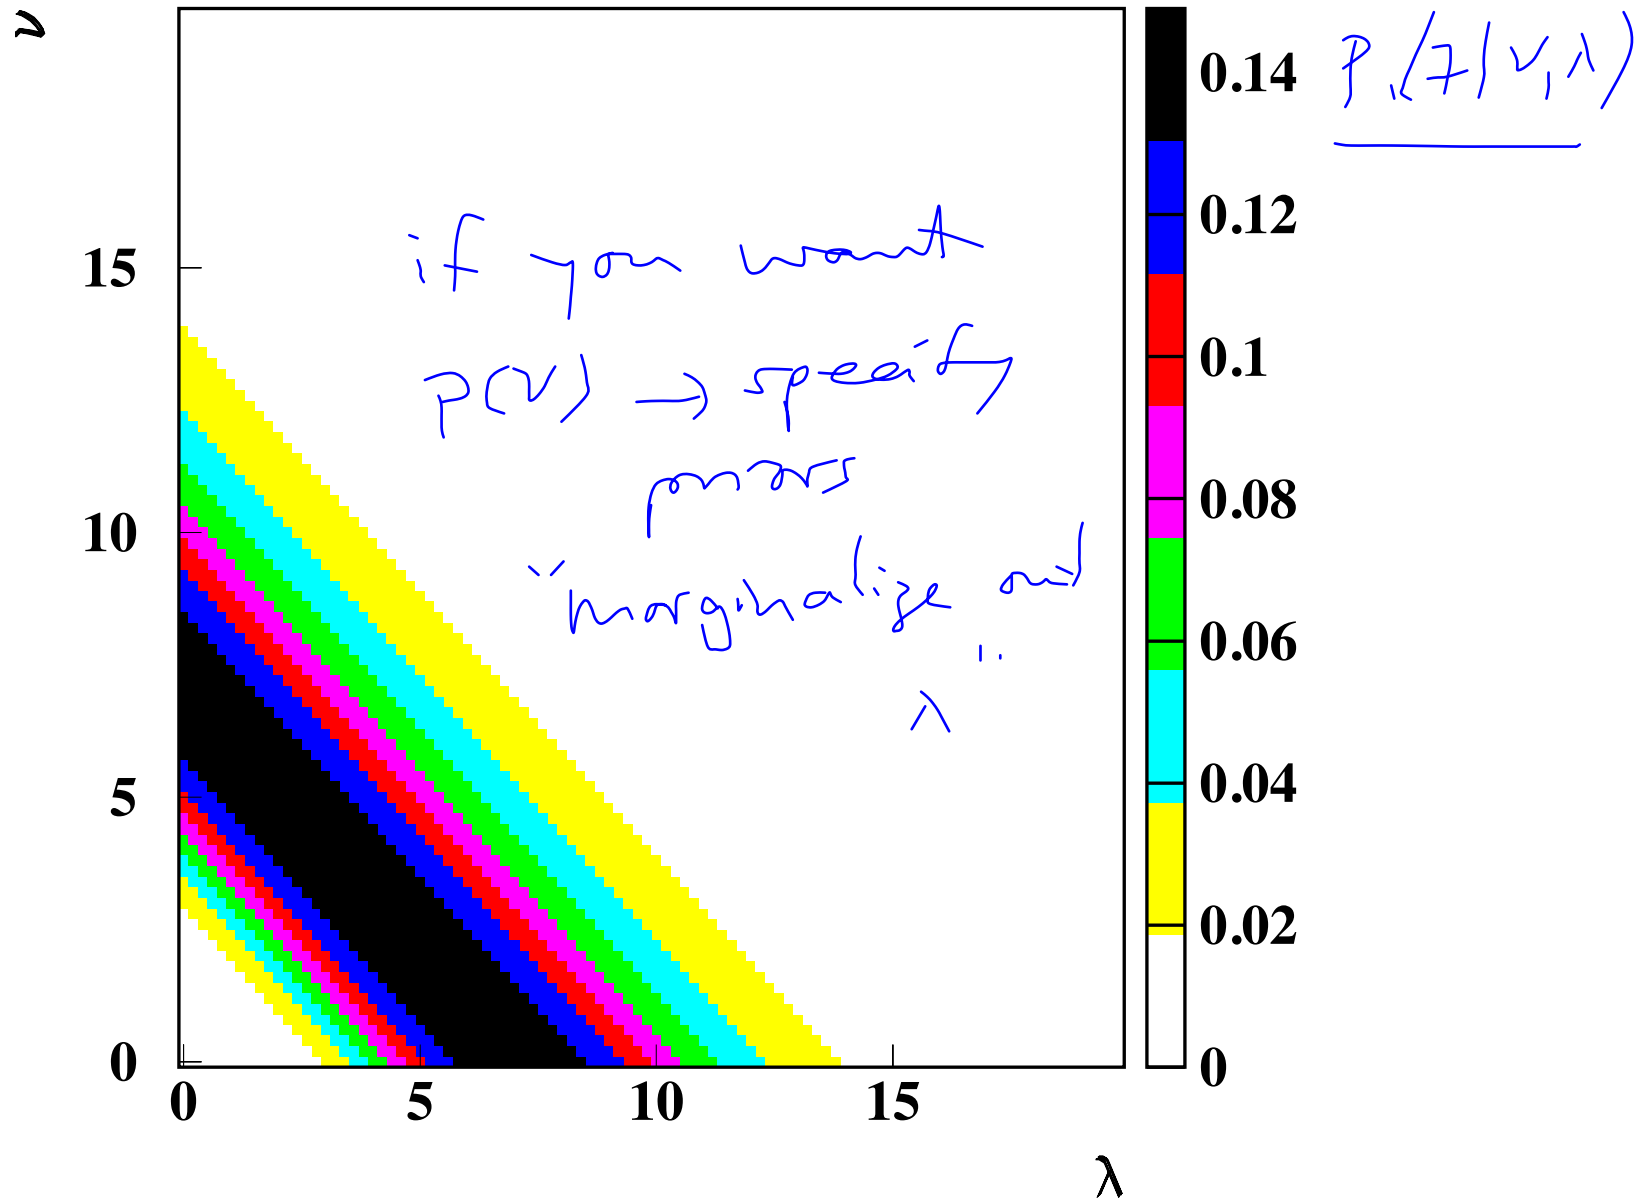 ν
0.14
P(7|ν,λ)
0.12
0.1
0.08
0.06
0.04
0.02
0
if you want
P(ν) → specify
priors
"marginalize out"
λ
15
10
5
0
0
5
10
15
λ